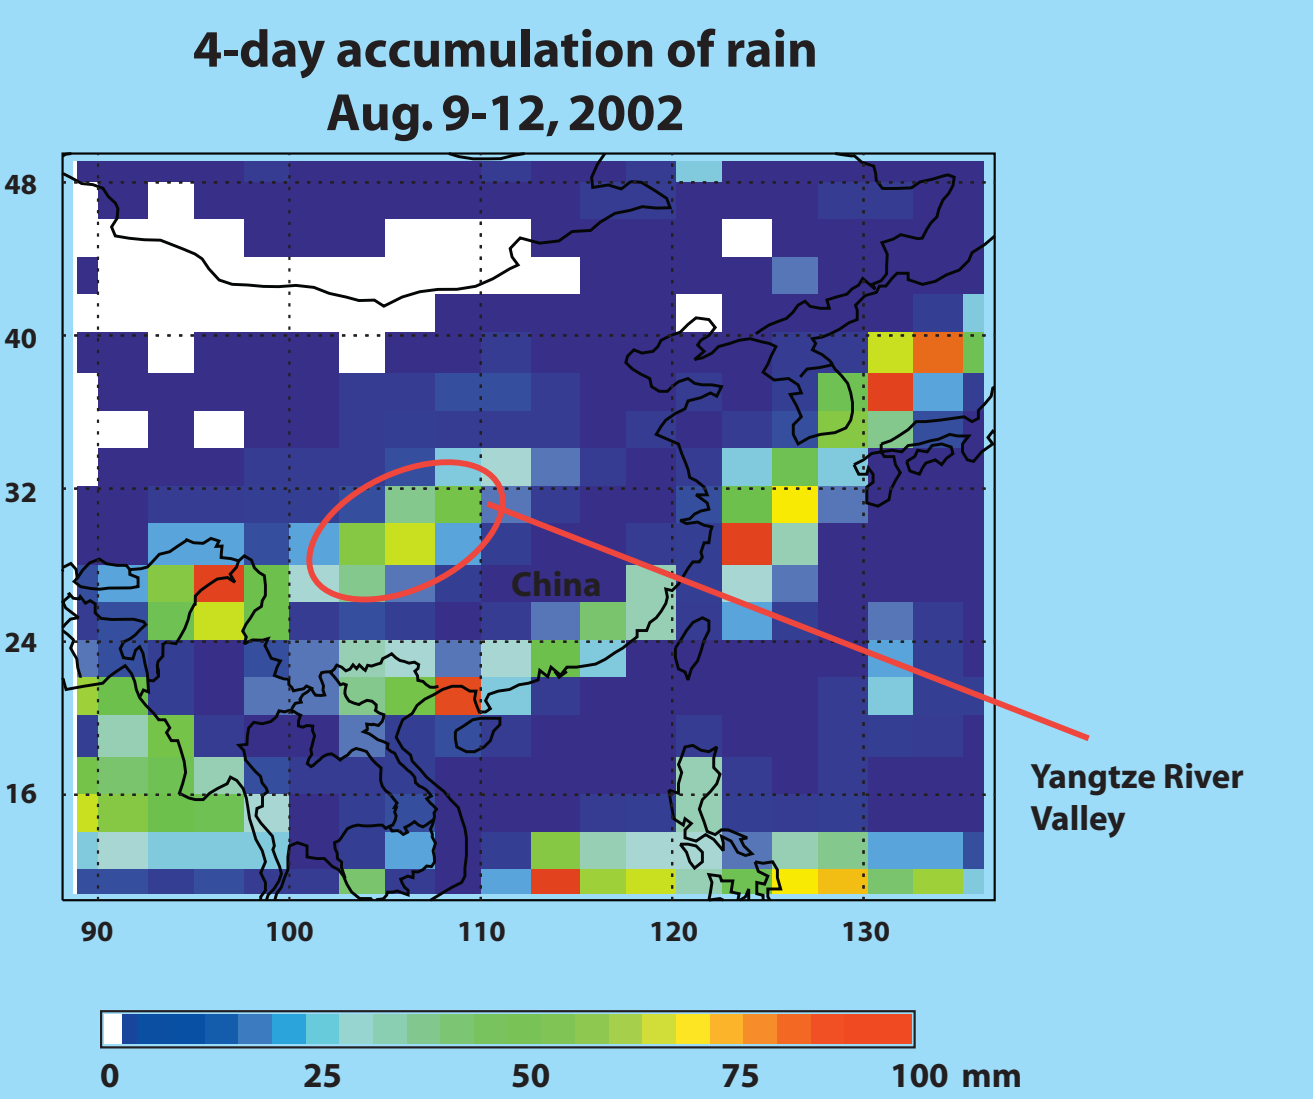 4-day accumulation of rain
Aug. 9-12, 2002
48
40
32
24
16
China
Yangtze River
Valley
90 100 110 120 130
0 25 50 75 100 mm